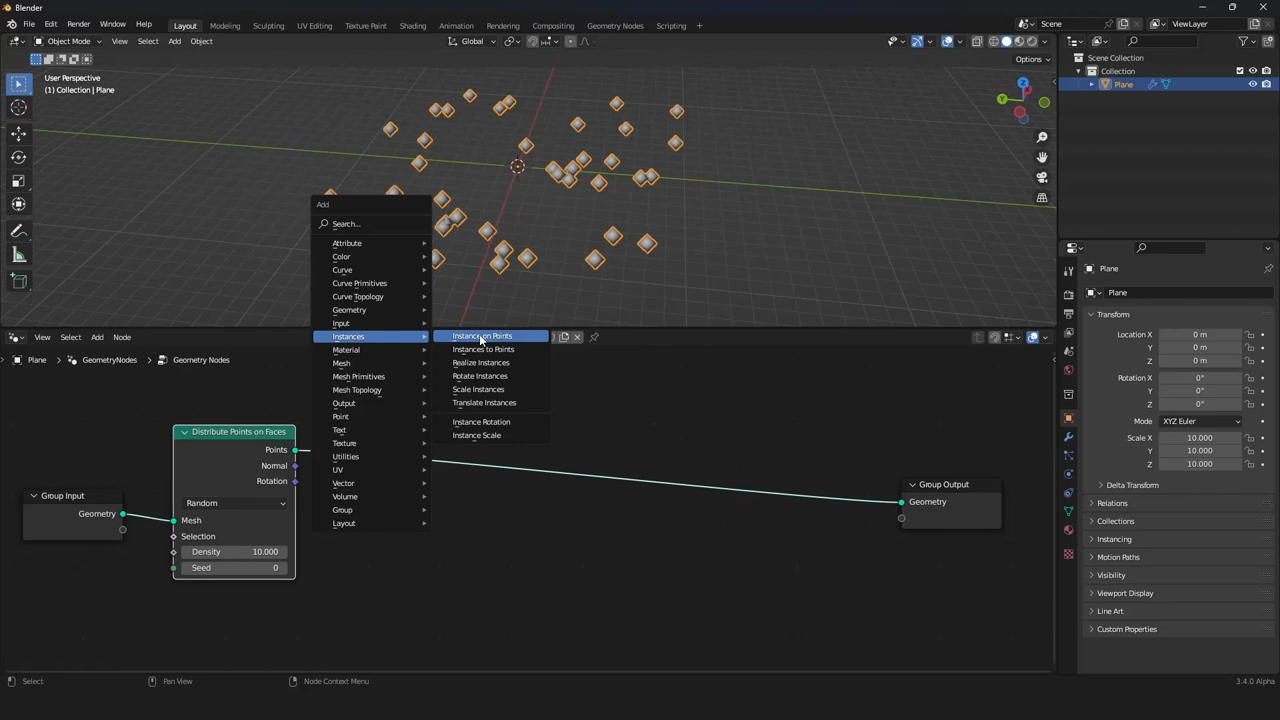 Blender
File Edit Render Window Help
Layout Modeling Sculpting UV Editing Texture Paint Shading Animation Rendering Compositing Geometry Nodes Scripting +
Scene
ViewLayer
Object Mode View Select Add Object
Global
Options
User Perspective
(1) Collection | Plane
Z
Y
Scene Collection
Collection
Plane
Add
Search...
Attribute
Color
Curve
Curve Primitives
Curve Topology
Geometry
Input
Instances
Material
Mesh
Mesh Primitives
Mesh Topology
Output
Point
Text
Texture
Utilities
UV
Vector
Volume
Group
Layout
Instance on Points
Instances to Points
Realize Instances
Rotate Instances
Scale Instances
Translate Instances
Instance Rotation
Instance Scale
View Select Add Node
Plane > GeometryNodes > Geometry Nodes
Group Input
Geometry
Distribute Points on Faces
Points
Normal
Rotation
Random
Mesh
Selection
Density 10.000
Seed 0
Group Output
Geometry
Plane
Plane
Transform
Location X 0 m
Y 0 m
Z 0 m
Rotation X 0°
Y 0°
Z 0°
Mode XYZ Euler
Scale X 10.000
Y 10.000
Z 10.000
Delta Transform
Relations
Collections
Instancing
Motion Paths
Visibility
Viewport Display
Line Art
Custom Properties
Select
Pan View
Node Context Menu
3.4.0 Alpha